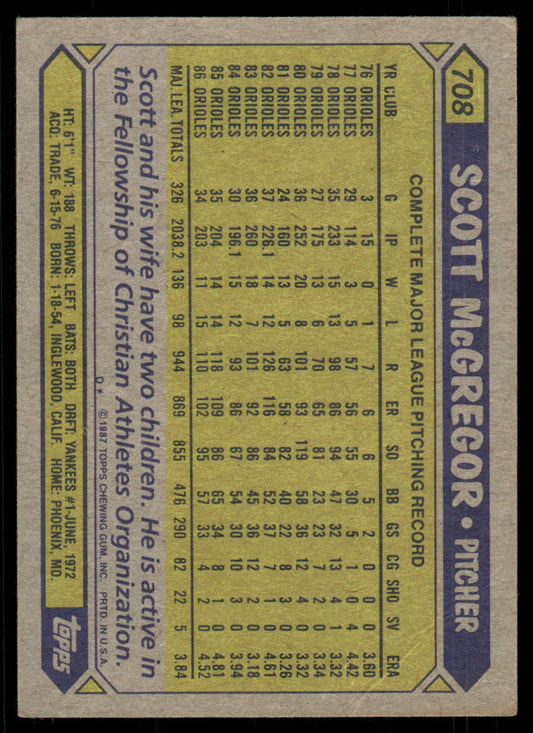 708 SCOTT McGREGOR • PITCHER
COMPLETE MAJOR LEAGUE PITCHING RECORD
YR CLUB G IP W L R ER SO BB GS CG SHO SV ERA
76 ORIOLES 3 15 0 1 7 6 6 5 2 0 0 0 3.60
77 ORIOLES 29 114 3 5 57 56 55 30 5 1 0 4 4.42
78 ORIOLES 35 233 15 13 98 86 94 47 32 13 4 1 3.32
79 ORIOLES 27 175 13 6 70 65 81 23 23 7 2 0 3.34
80 ORIOLES 36 252 20 8 101 93 119 58 36 12 4 0 3.32
81 ORIOLES 24 160 13 5 63 58 82 40 22 8 3 0 3.26
82 ORIOLES 37 226.1 14 12 126 116 84 52 37 7 1 0 4.61
83 ORIOLES 36 260 18 7 101 92 86 45 36 12 2 0 3.18
84 ORIOLES 30 196.1 15 12 93 86 67 54 30 10 3 0 3.94
85 ORIOLES 35 204 14 14 118 109 86 65 34 8 1 0 4.81
86 ORIOLES 34 203 11 15 110 102 95 57 33 4 2 0 4.52
MAJ. LEA. TOTALS 326 2038.2 136 98 944 869 855 476 290 82 22 5 3.84
Scott and his wife have two children. He is active in
the Fellowship of Christian Athletes Organization.
D* ©1987 TOPPS CHEWING GUM, INC. PRTD. IN U.S.A.
HT: 6'1" WT: 188 THROWS: LEFT BATS: BOTH DRFT: YANKEES #1-JUNE, 1972
ACQ: TRADE, 6-15-76 BORN: 1-18-54, INGLEWOOD, CALIF. HOME: PHOENIX, MD.
topps